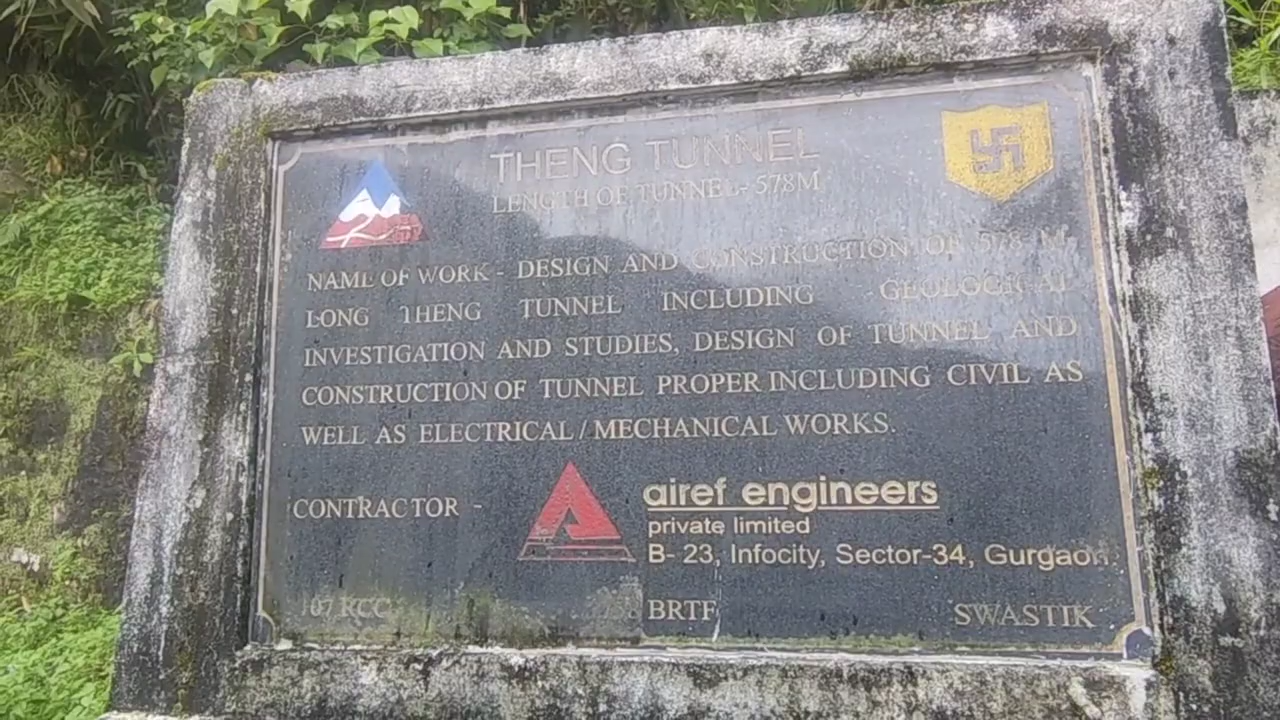 THENG TUNNEL
LENGTH OF TUNNEL- 578M
NAME OF WORK - DESIGN AND CONSTRUCTION OF 578 M
LONG THENG TUNNEL INCLUDING GEOLOGICAL
INVESTIGATION AND STUDIES, DESIGN OF TUNNEL AND
CONSTRUCTION OF TUNNEL PROPER INCLUDING CIVIL AS
WELL AS ELECTRICAL / MECHANICAL WORKS.
CONTRACTOR -
airef engineers
private limited
B- 23, Infocity, Sector-34, Gurgaon
107 RCC BRTF SWASTIK